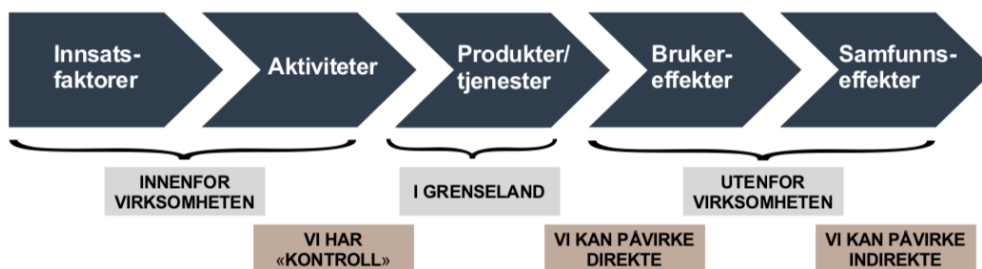 Innsats-
faktorer
Aktiviteter
Produkter/
tjenester
Bruker-
effekter
Samfunns-
effekter
INNENFOR
VIRKSOMHETEN
I GRENSELAND
UTENFOR
VIRKSOMHETEN
VI HAR
«KONTROLL»
VI KAN PÅVIRKE
DIREKTE
VI KAN PÅVIRKE
INDIREKTE